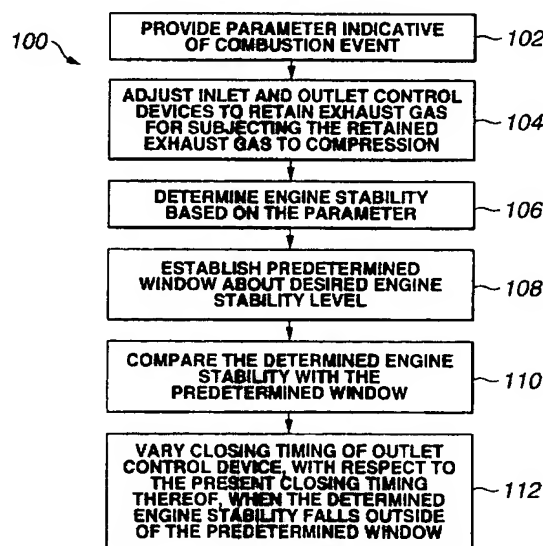 100
PROVIDE PARAMETER INDICATIVE
OF COMBUSTION EVENT
102
ADJUST INLET AND OUTLET CONTROL
DEVICES TO RETAIN EXHAUST GAS
FOR SUBJECTING THE RETAINED
EXHAUST GAS TO COMPRESSION
104
DETERMINE ENGINE STABILITY
BASED ON THE PARAMETER
106
ESTABLISH PREDETERMINED
WINDOW ABOUT DESIRED ENGINE
STABILITY LEVEL
108
COMPARE THE DETERMINED ENGINE
STABILITY WITH THE
PREDETERMINED WINDOW
110
VARY CLOSING TIMING OF OUTLET
CONTROL DEVICE, WITH RESPECT TO
THE PRESENT CLOSING TIMING
THEREOF, WHEN THE DETERMINED
ENGINE STABILITY FALLS OUTSIDE
OF THE PREDETERMINED WINDOW
112